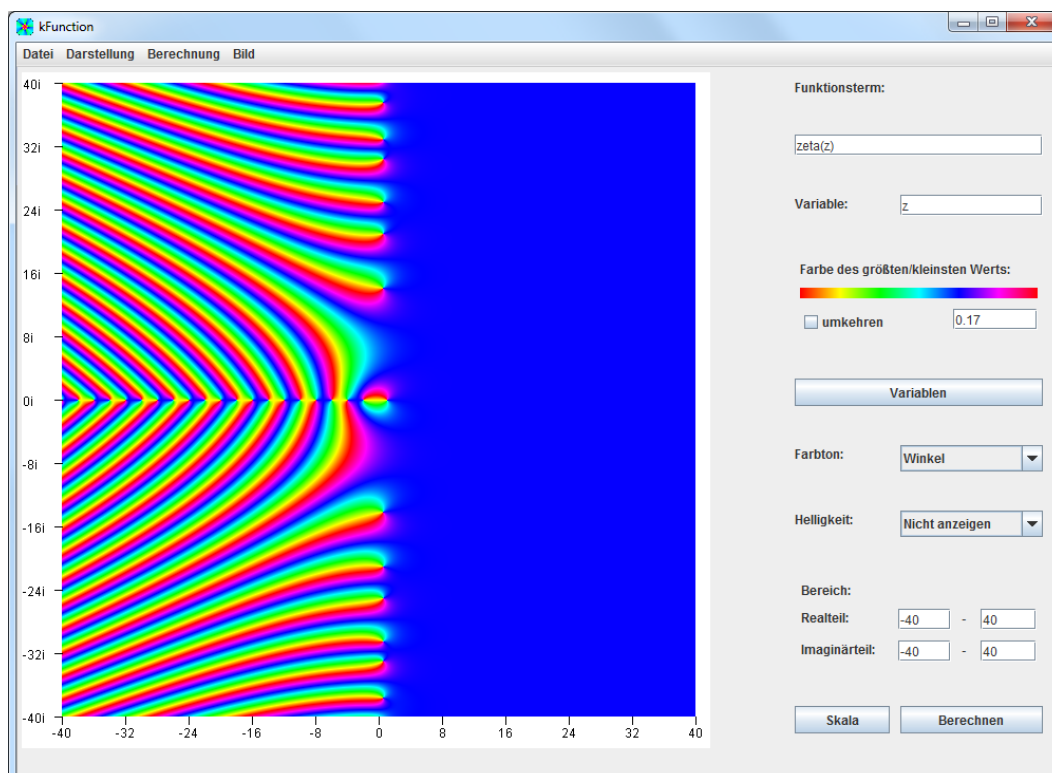 kFunction
Datei Darstellung Berechnung Bild
40i
32i
24i
16i
8i
0i
-8i
-16i
-24i
-32i
-40i
-40 -32 -24 -16 -8 0 8 16 24 32 40
Funktionsterm:
zeta(z)
Variable: z
Farbe des größten/kleinsten Werts:
umkehren 0.17
Variablen
Farbton: Winkel
Helligkeit: Nicht anzeigen
Bereich:
Realteil: -40 - 40
Imaginärteil: -40 - 40
Skala Berechnen